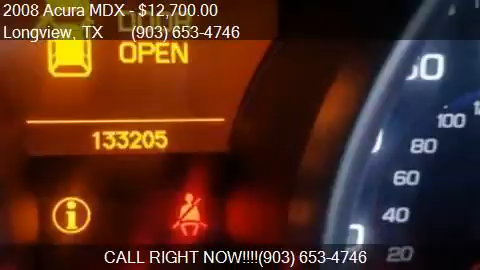 2008 Acura MDX - $12,700.00
Longview, TX (903) 653-4746
OPEN
133205
i
100
80
60
40
20
CALL RIGHT NOW!!!!(903) 653-4746